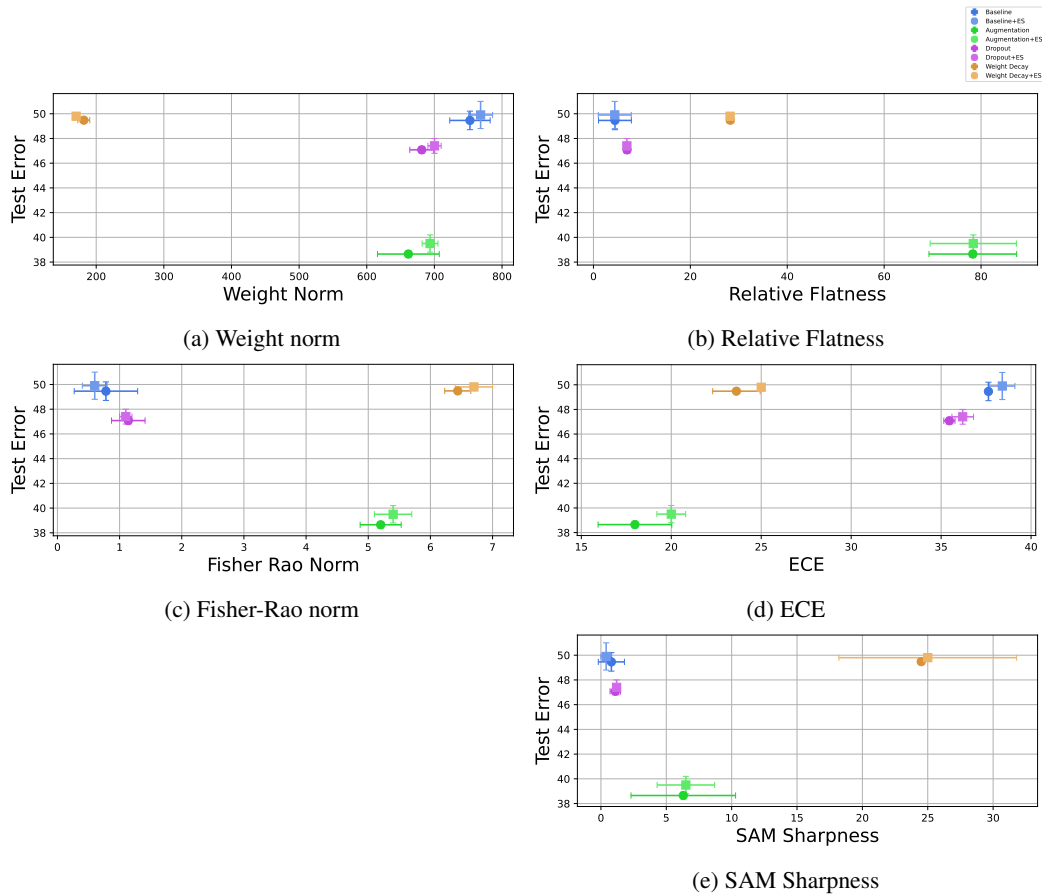 Baseline
Baseline+ES
Augmentation
Augmentation+ES
Dropout
Dropout+ES
Weight Decay
Weight Decay+ES
50
48
46
44
42
40
38
Test Error
200 300 400 500 600 700 800
Weight Norm
(a) Weight norm
50
48
46
44
42
40
38
Test Error
0 20 40 60 80
Relative Flatness
(b) Relative Flatness
50
48
46
44
42
40
38
Test Error
0 1 2 3 4 5 6 7
Fisher Rao Norm
(c) Fisher-Rao norm
50
48
46
44
42
40
38
Test Error
15 20 25 30 35 40
ECE
(d) ECE
50
48
46
44
42
40
38
Test Error
0 5 10 15 20 25 30
SAM Sharpness
(e) SAM Sharpness